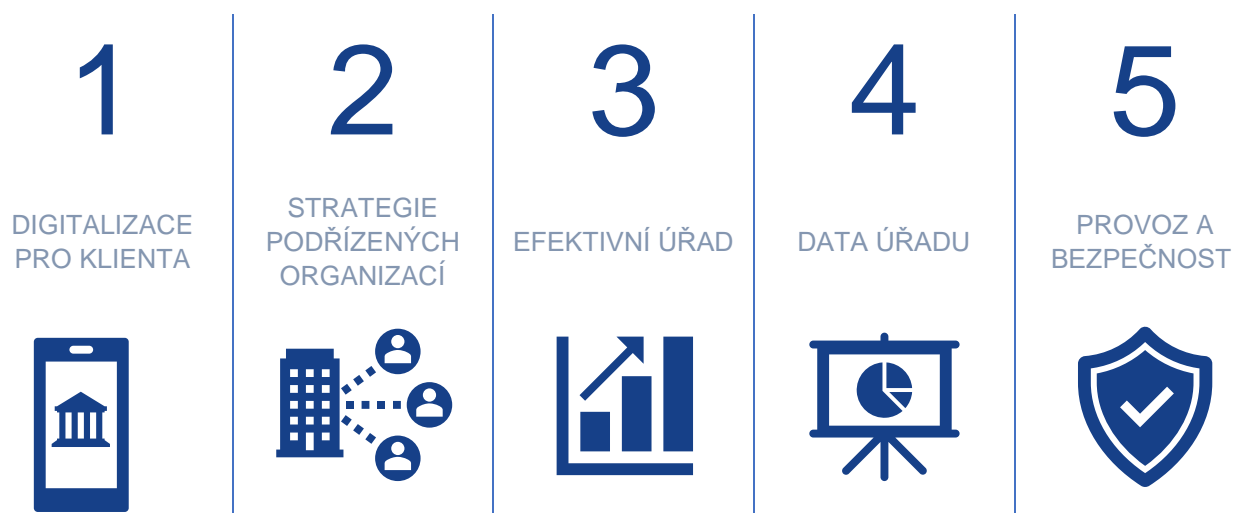 1
DIGITALIZACE
PRO KLIENTA
2
STRATEGIE
PODŘÍZENÝCH
ORGANIZACÍ
3
EFEKTIVNÍ ÚŘAD
4
DATA ÚŘADU
5
PROVOZ A
BEZPEČNOST